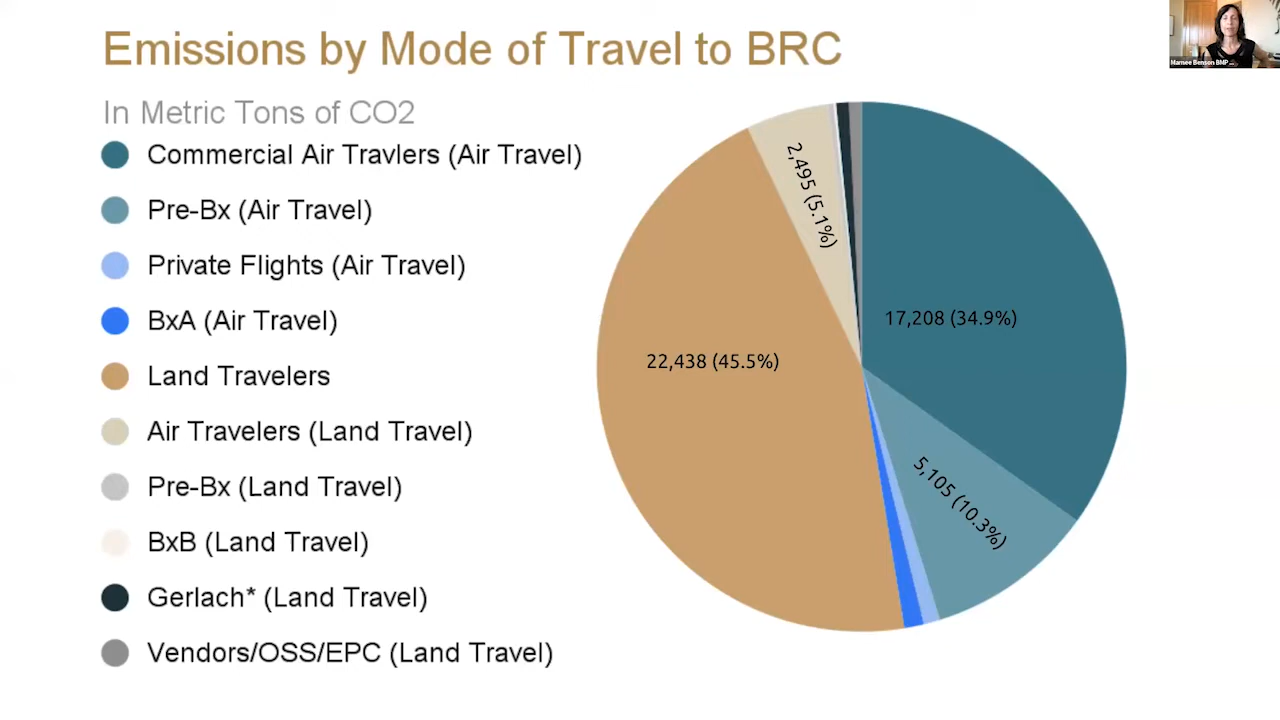 Emissions by Mode of Travel to BRC
In Metric Tons of CO2
Commercial Air Travlers (Air Travel)
Pre-Bx (Air Travel)
Private Flights (Air Travel)
BxA (Air Travel)
Land Travelers
Air Travelers (Land Travel)
Pre-Bx (Land Travel)
BxB (Land Travel)
Gerlach* (Land Travel)
Vendors/OSS/EPC (Land Travel)
2,495 (5.1%)
17,208 (34.9%)
22,438 (45.5%)
5,105 (10.3%)
Marnee Benson BMP ...